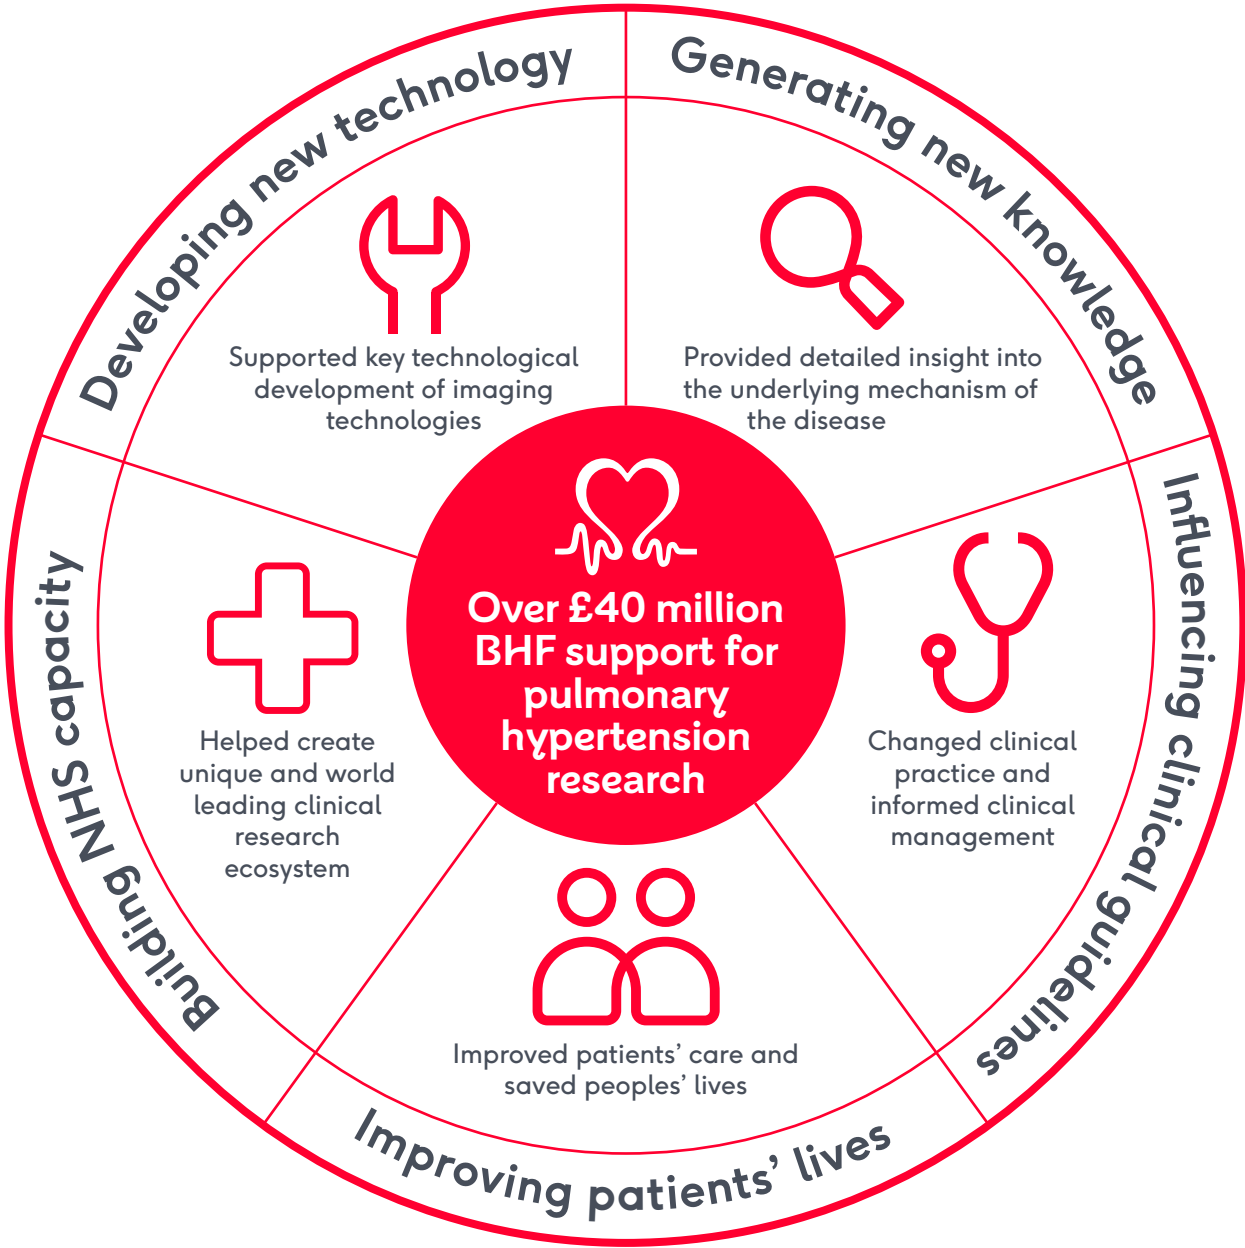 Developing new technology
Generating new knowledge
Supported key technological
development of imaging
technologies
Provided detailed insight into
the underlying mechanism of
the disease
Over £40 million
BHF support for
pulmonary
hypertension
research
Building NHS capacity
Helped create
unique and world
leading clinical
research
ecosystem
Influencing clinical guidelines
Changed clinical
practice and
informed clinical
management
Improved patients’ care and
saved peoples’ lives
Improving patients’ lives